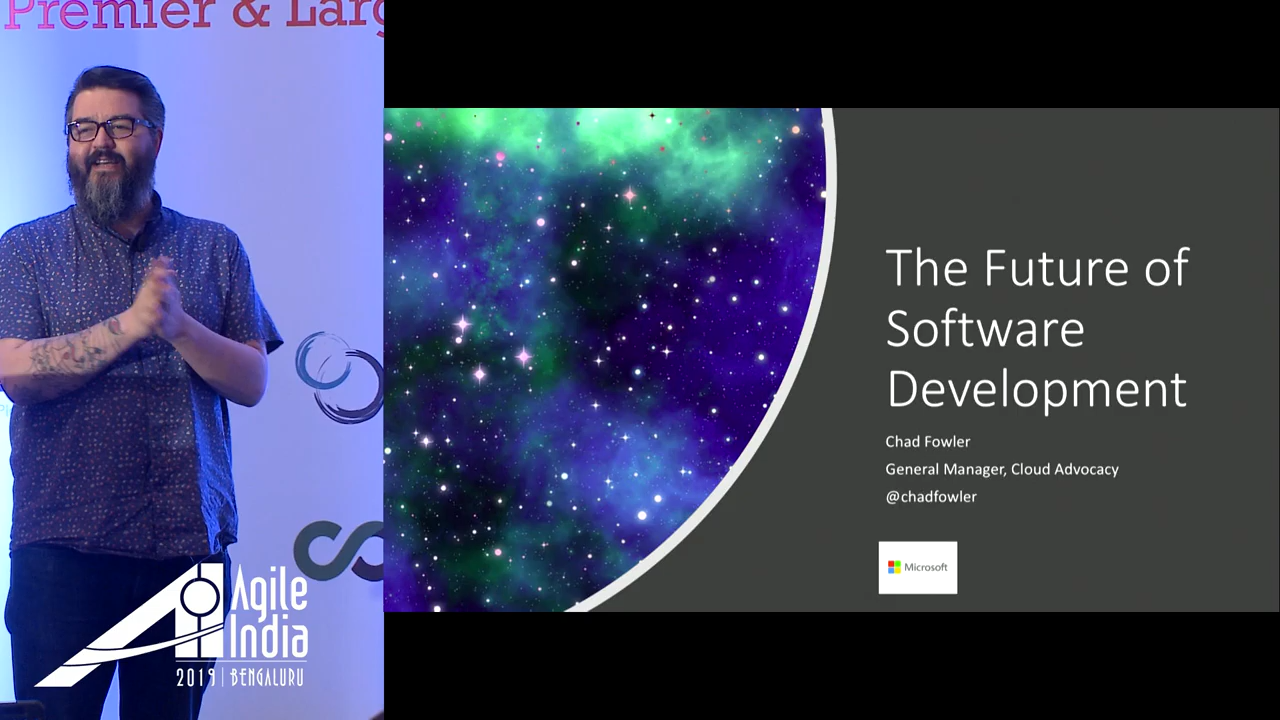 Premier & Larg
The Future of
Software
Development
Chad Fowler
General Manager, Cloud Advocacy
@chadfowler
Microsoft
Agile
India
2019 | BENGALURU